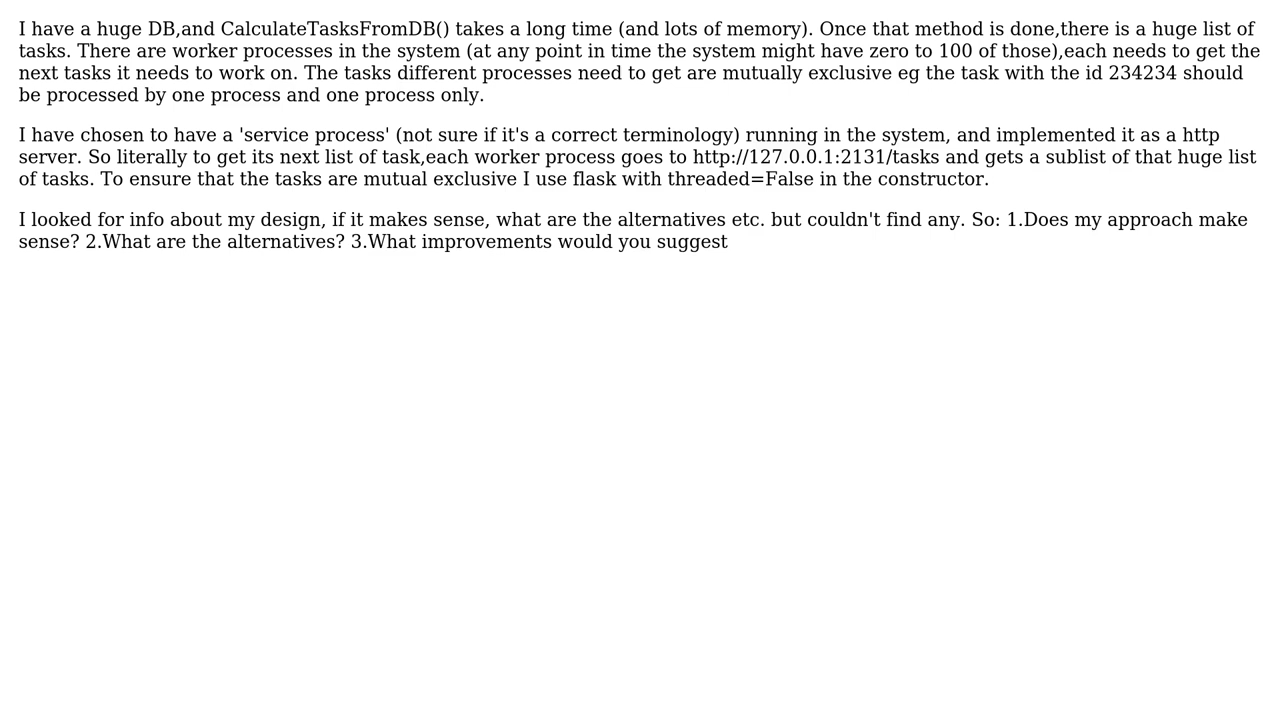 I have a huge DB,and CalculateTasksFromDB() takes a long time (and lots of memory). Once that method is done,there is a huge list of
tasks. There are worker processes in the system (at any point in time the system might have zero to 100 of those),each needs to get the
next tasks it needs to work on. The tasks different processes need to get are mutually exclusive eg the task with the id 234234 should
be processed by one process and one process only.
I have chosen to have a 'service process' (not sure if it's a correct terminology) running in the system, and implemented it as a http
server. So literally to get its next list of task,each worker process goes to http://127.0.0.1:2131/tasks and gets a sublist of that huge list
of tasks. To ensure that the tasks are mutual exclusive I use flask with threaded=False in the constructor.
I looked for info about my design, if it makes sense, what are the alternatives etc. but couldn't find any. So: 1.Does my approach make
sense? 2.What are the alternatives? 3.What improvements would you suggest